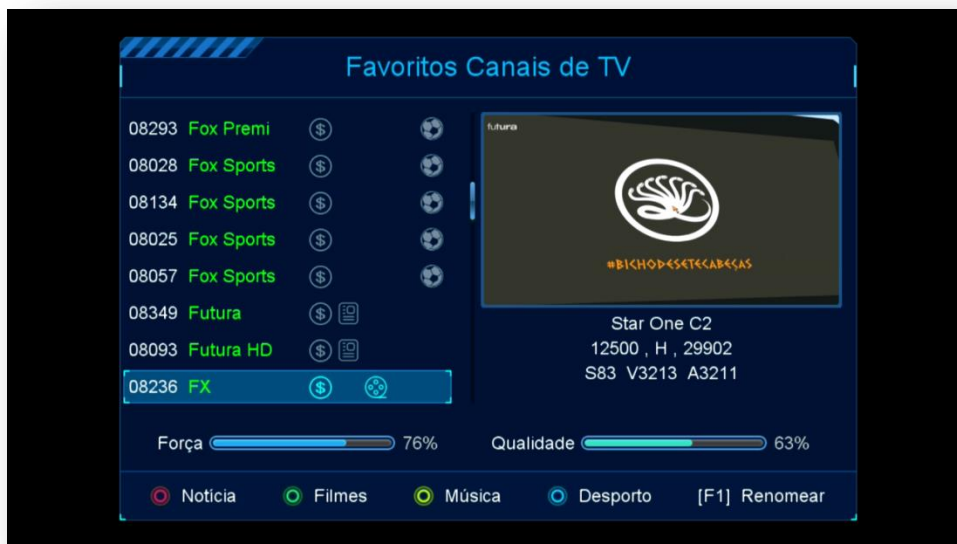 Favoritos Canais de TV
08293 Fox Premi $
08028 Fox Sports $
08134 Fox Sports $
08025 Fox Sports $
08057 Fox Sports $
08349 Futura $
08093 Futura HD $
08236 FX $
futura
#BICHODESETECABEÇAS
Star One C2
12500 , H , 29902
S83 V3213 A3211
Força 76% Qualidade 63%
Notícia Filmes Música Desporto [F1] Renomear